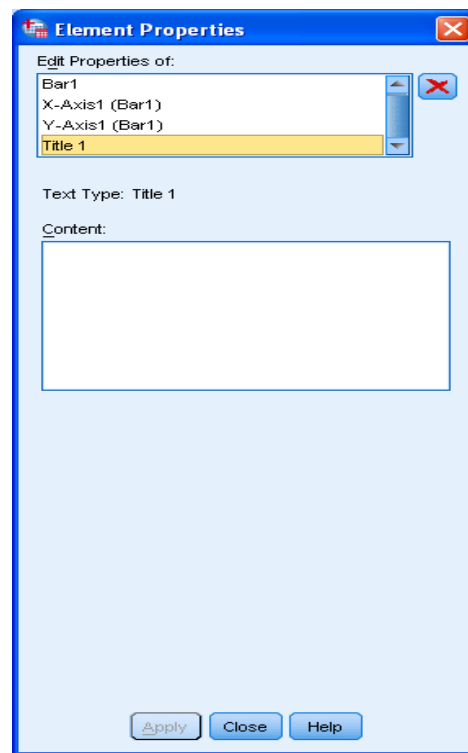 Element Properties
Edit Properties of:
Bar1
X-Axis1 (Bar1)
Y-Axis1 (Bar1)
Title 1
Text Type: Title 1
Content:
Apply Close Help